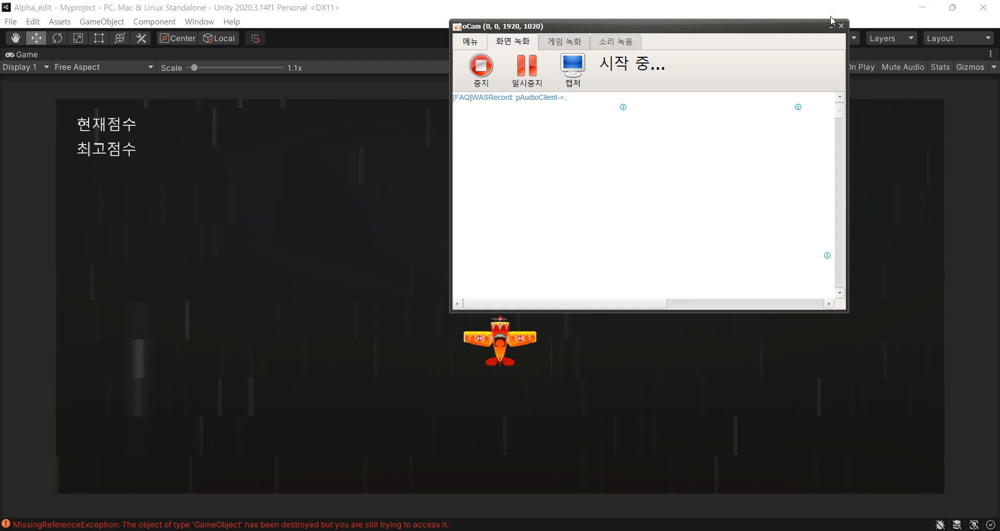 Alpha_edit - Myproject - PC, Mac & Linux Standalone - Unity 2020.3.14f1 Personal <DX11>
File Edit Assets GameObject Component Window Help
Center Local
Layers Layout
Game
Display 1 Free Aspect Scale 1.1x
On Play Mute Audio Stats Gizmos
oCam (0, 0, 1920, 1020)
메뉴 화면 녹화 게임 녹화 소리 녹음
시작 중...
중지 일시중지 캡처
[FAQ]WASRecord: pAudioClient->..
현재점수
최고점수
23 23
MissingReferenceException: The object of type 'GameObject' has been destroyed but you are still trying to access it.